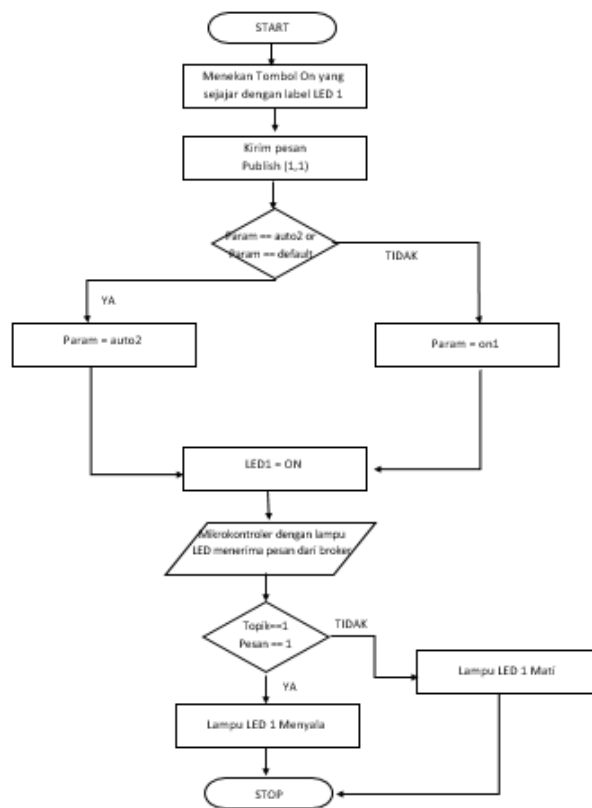 START
Menekan Tombol On yang
sejajar dengan label LED 1
Kirim pesan
Publish (1,1)
Param == auto2 or
Param == default
TIDAK
YA
Param = auto2
Param = on1
LED1 = ON
Mikrokontroler dengan lampu
LED menerima pesan dari broker
Topik==1
Pesan == 1
TIDAK
YA
Lampu LED 1 Mati
Lampu LED 1 Menyala
STOP